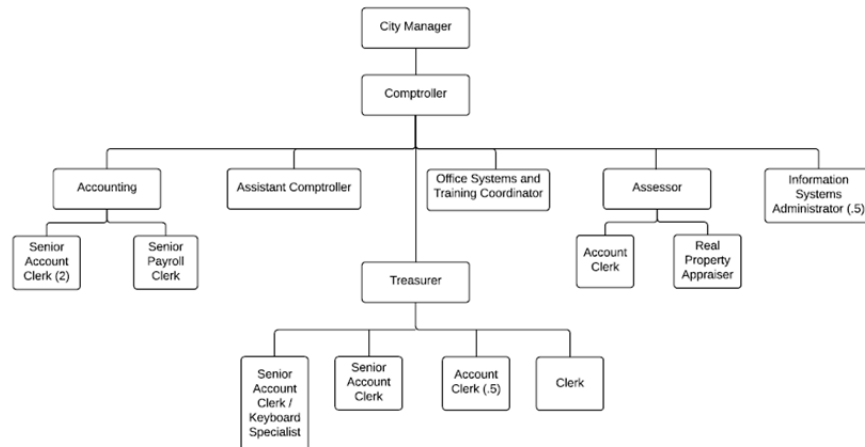 City Manager
Comptroller
Accounting
Assistant Comptroller
Office Systems and
Training Coordinator
Assessor
Information
Systems
Administrator (.5)
Senior
Account
Clerk (2)
Senior
Payroll
Clerk
Account
Clerk
Real
Property
Appraiser
Treasurer
Senior
Account
Clerk /
Keyboard
Specialist
Senior
Account
Clerk
Account
Clerk (.5)
Clerk